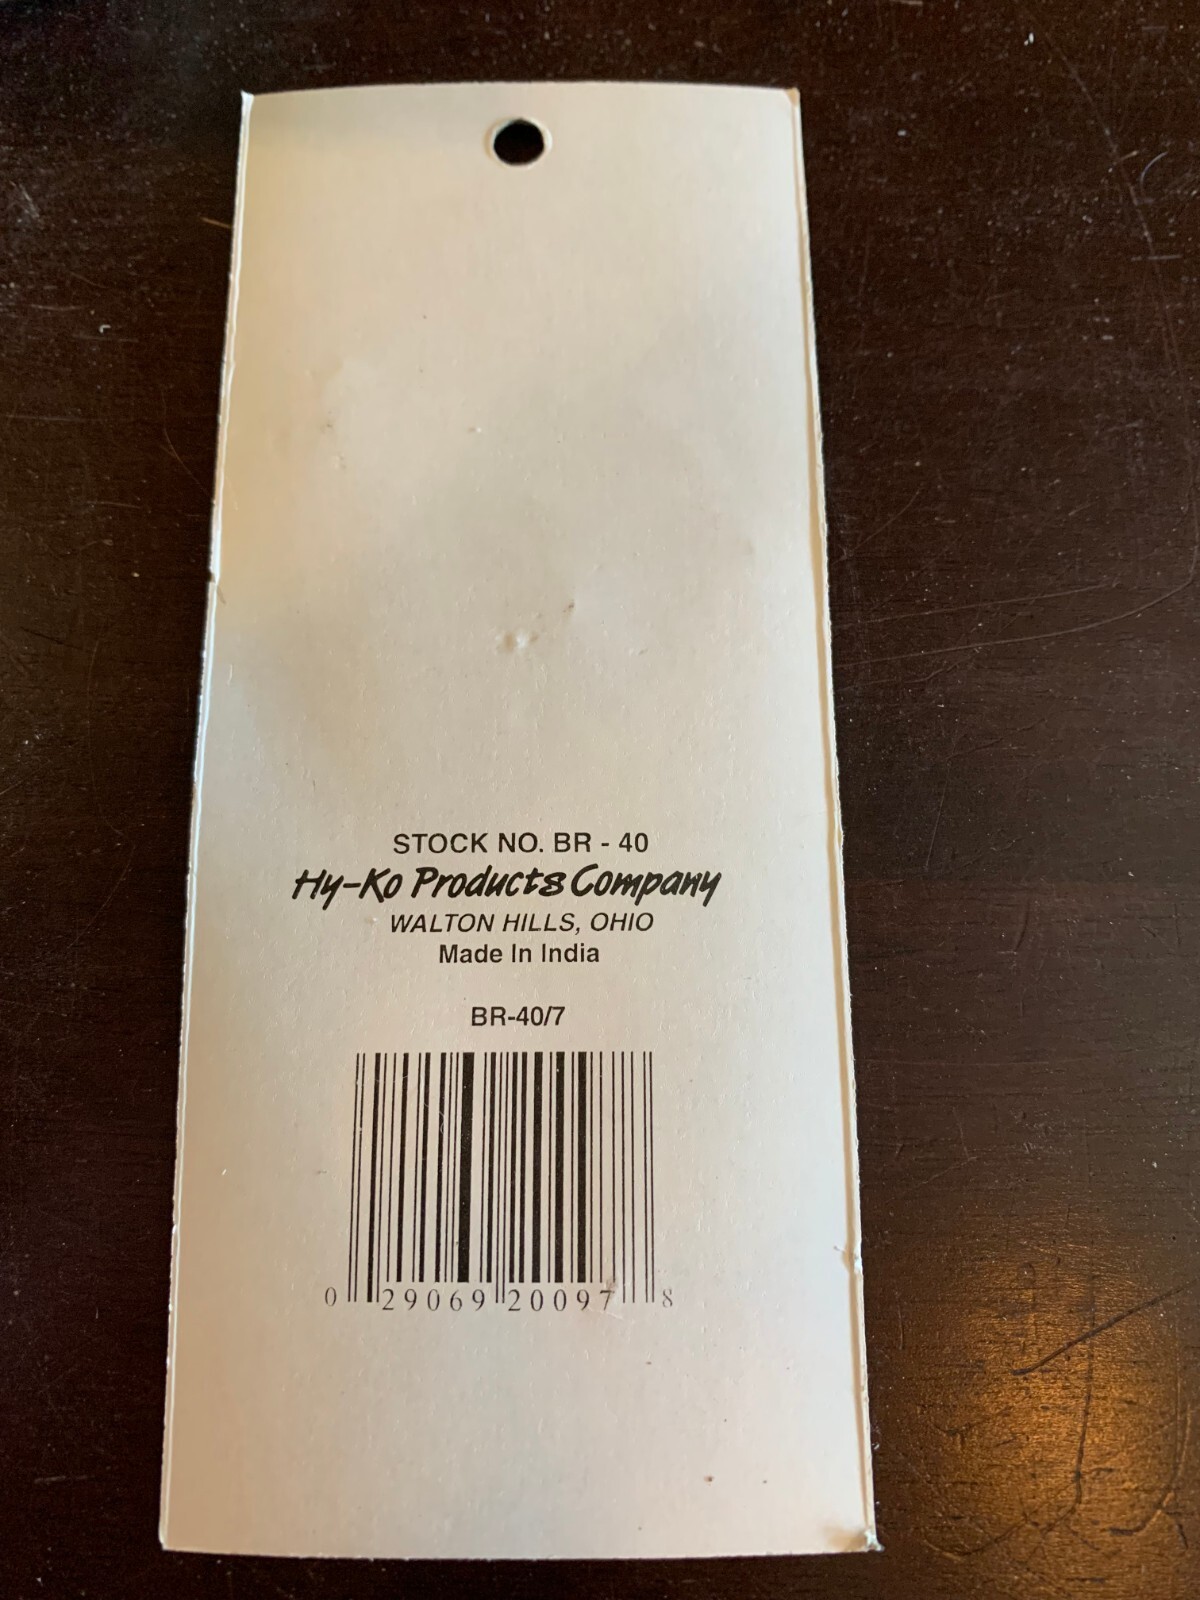 STOCK NO. BR - 40
Hy-Ko Products Company
WALTON HILLS, OHIO
Made In India
BR-40/7
0 29069 20097 8